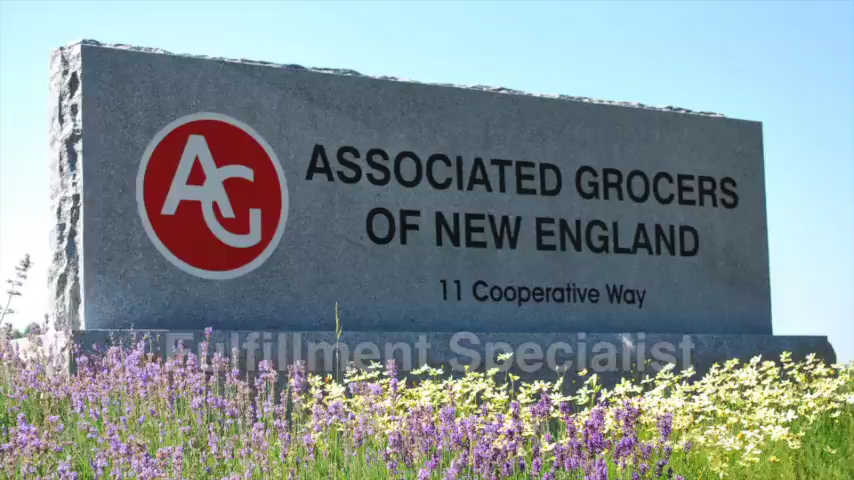 AG
ASSOCIATED GROCERS
OF NEW ENGLAND
11 Cooperative Way
Fulfillment Specialist